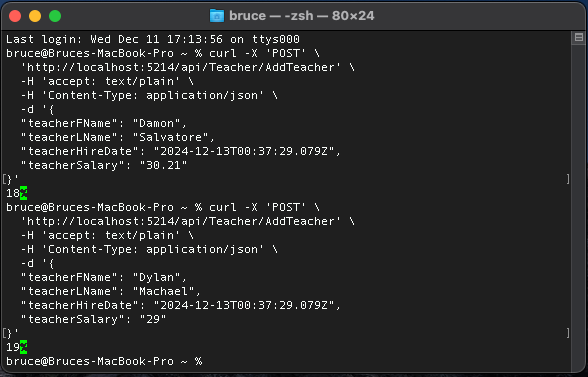 bruce — -zsh — 80×24
Last login: Wed Dec 11 17:13:56 on ttys000
bruce@Bruces-MacBook-Pro ~ % curl -X 'POST' \
  'http://localhost:5214/api/Teacher/AddTeacher' \
  -H 'accept: text/plain' \
  -H 'Content-Type: application/json' \
  -d '{
  "teacherFName": "Damon",
  "teacherLName": "Salvatore",
  "teacherHireDate": "2024-12-13T00:37:29.079Z",
  "teacherSalary": "30.21"
[}' ]
18%
bruce@Bruces-MacBook-Pro ~ % curl -X 'POST' \
  'http://localhost:5214/api/Teacher/AddTeacher' \
  -H 'accept: text/plain' \
  -H 'Content-Type: application/json' \
  -d '{
  "teacherFName": "Dylan",
  "teacherLName": "Machael",
  "teacherHireDate": "2024-12-13T00:37:29.079Z",
  "teacherSalary": "29"
[}' ]
19%
bruce@Bruces-MacBook-Pro ~ %